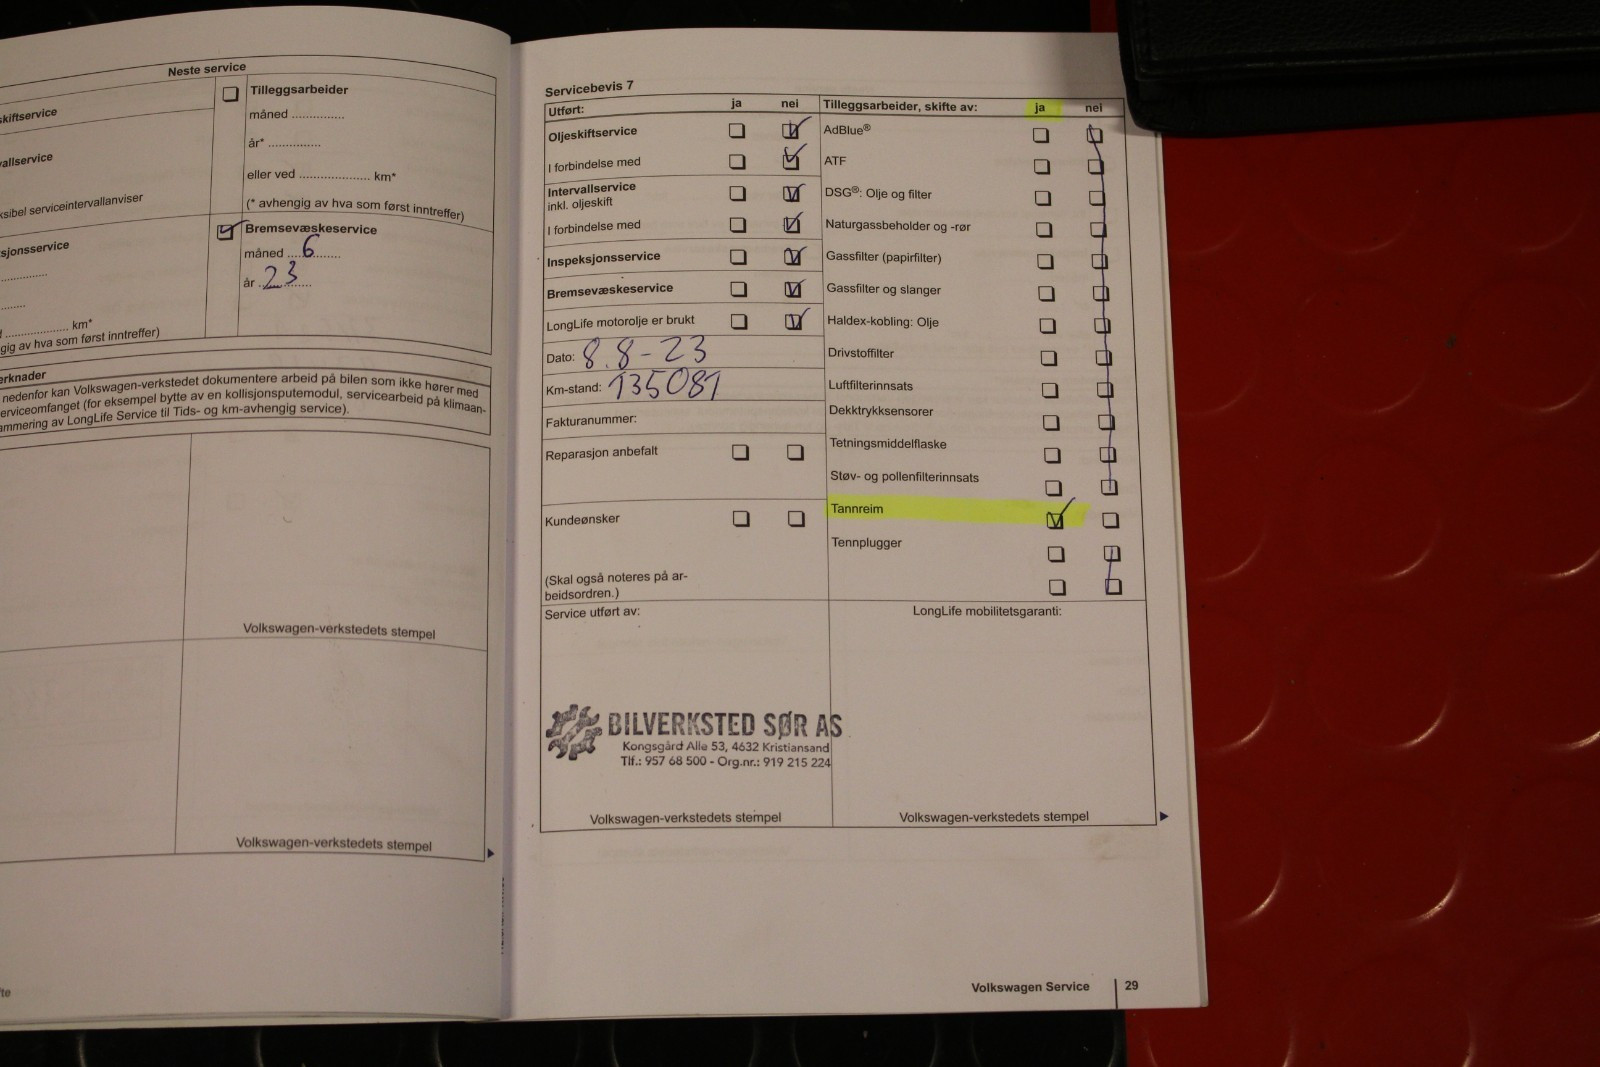 Neste service
skiftservice
vallservice
ksibel serviceintervallanviser
Tilleggsarbeider
måned ..............
år* ...............
eller ved .................... km*
(* avhengig av hva som først inntreffer)
sjonsservice
................... km*
gig av hva som først inntreffer)
Bremsevæskeservice
måned 6
år 23
erknader
nedenfor kan Volkswagen-verkstedet dokumentere arbeid på bilen som ikke hører med
erviceomfanget (for eksempel bytte av en kollisjonsputemodul, servicearbeid på klimaan-
ammering av LongLife Service til Tids- og km-avhengig service).
Volkswagen-verkstedets stempel
Volkswagen-verkstedets stempel
Servicebevis 7
Utført: ja nei
Oljeskiftservice
I forbindelse med
Intervallservice
inkl. oljeskift
I forbindelse med
Inspeksjonsservice
Bremsevæskeservice
LongLife motorolje er brukt
Dato: 8.8-23
Km-stand: 135081
Fakturanummer:
Reparasjon anbefalt
Kundeønsker
(Skal også noteres på ar-
beidsordren.)
Tilleggsarbeider, skifte av: ja nei
AdBlue®
ATF
DSG®: Olje og filter
Naturgassbeholder og -rør
Gassfilter (papirfilter)
Gassfilter og slanger
Haldex-kobling: Olje
Drivstoffilter
Luftfilterinnsats
Dekktrykksensorer
Tetningsmiddelflaske
Støv- og pollenfilterinnsats
Tannreim
Tennplugger
Service utført av:
BILVERKSTED SØR AS
Kongsgård Alle 53, 4632 Kristiansand
Tlf.: 957 68 500 - Org.nr.: 919 215 224
Volkswagen-verkstedets stempel
LongLife mobilitetsgaranti:
Volkswagen-verkstedets stempel
Volkswagen Service 29